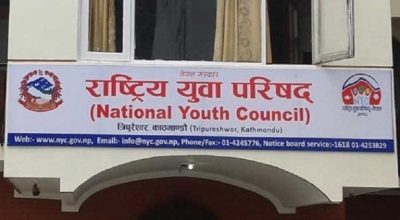 नेपाल सरकार
राष्ट्रिय युवा परिषद्
(National Youth Council)
त्रिपुरेश्वर, काठमाण्डौ (Tripureshwor, Kathmandu)
Web:- www.nyc.gov.np, Email:- info@nyc.gov.np, Phone/Fax:- 01-4245776, Notice board service:-1618 01-4253829